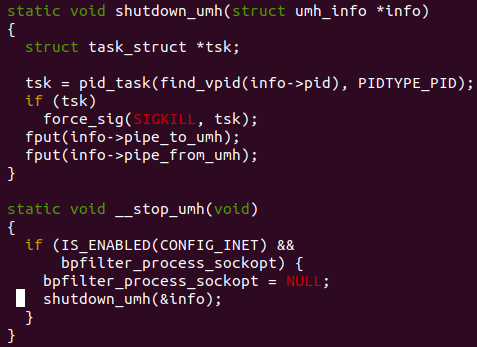 static void shutdown_umh(struct umh_info *info)
{
  struct task_struct *tsk;

  tsk = pid_task(find_vpid(info->pid), PIDTYPE_PID);
  if (tsk)
    force_sig(SIGKILL, tsk);
  fput(info->pipe_to_umh);
  fput(info->pipe_from_umh);
}

static void __stop_umh(void)
{
  if (IS_ENABLED(CONFIG_INET) &&
      bpfilter_process_sockopt) {
    bpfilter_process_sockopt = NULL;
    shutdown_umh(&info);
  }
}